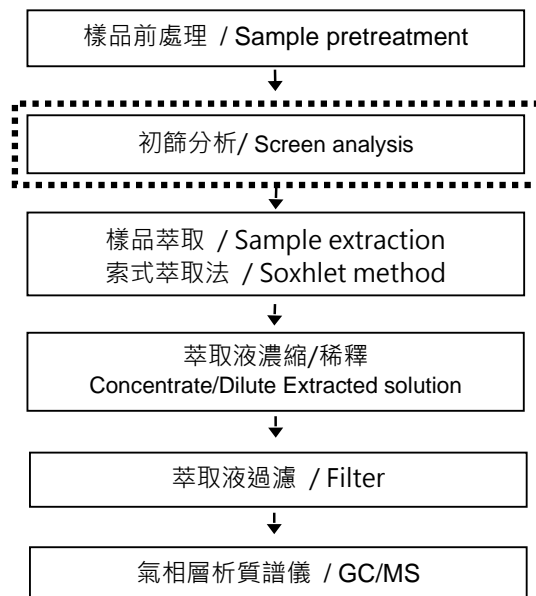 樣品前處理 / Sample pretreatment
初篩分析/ Screen analysis
樣品萃取 / Sample extraction
索式萃取法 / Soxhlet method
萃取液濃縮/稀釋
Concentrate/Dilute Extracted solution
萃取液過濾 / Filter
氣相層析質譜儀 / GC/MS